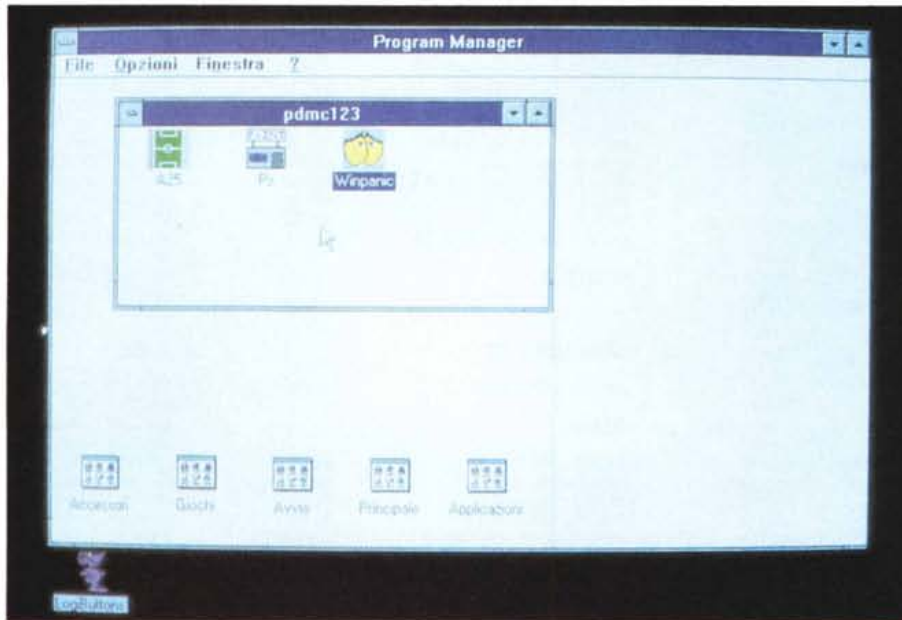 Program Manager
File Opzioni Finestra ?
pdmc123
Winpanic
Accessori Giochi Avvio Principale Applicazioni
LogButtons